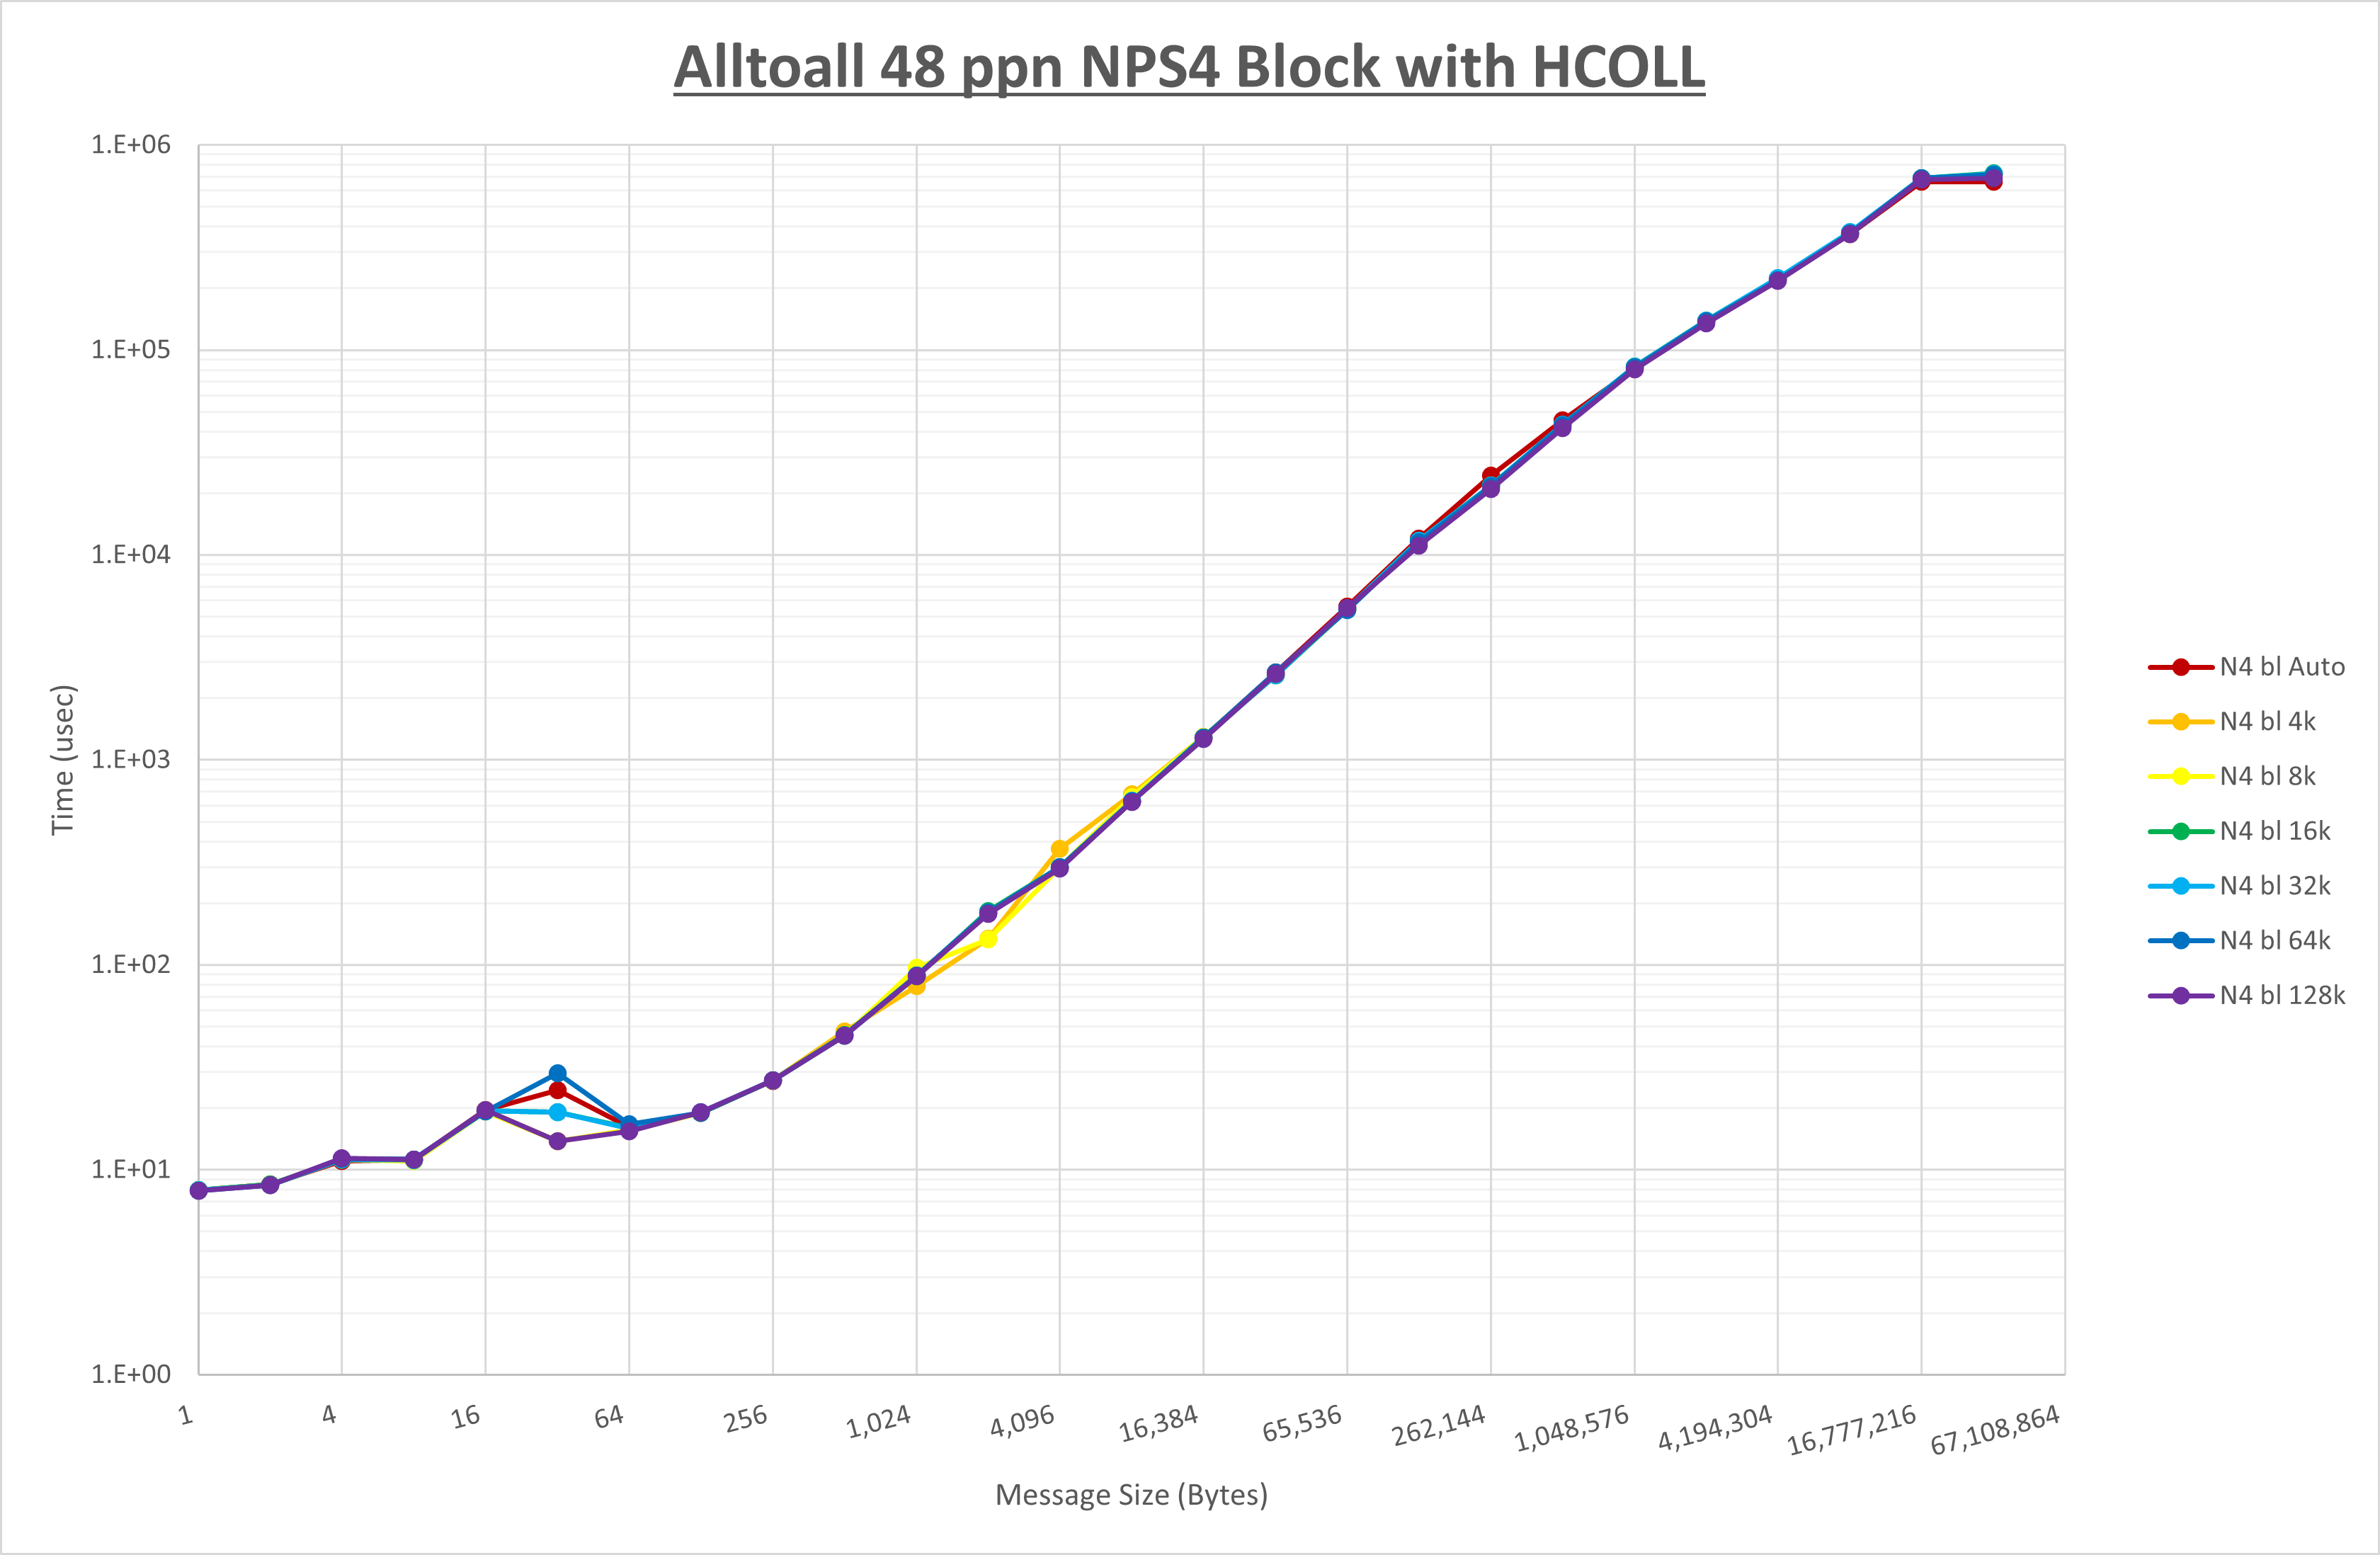 Alltoall 48 ppn NPS4 Block with HCOLL
1.E+06
1.E+05
1.E+04
1.E+03
1.E+02
1.E+01
1.E+00
Time (usec)
1
4
16
64
256
1,024
4,096
16,384
65,536
262,144
1,048,576
4,194,304
16,777,216
67,108,864
Message Size (Bytes)
N4 bl Auto
N4 bl 4k
N4 bl 8k
N4 bl 16k
N4 bl 32k
N4 bl 64k
N4 bl 128k